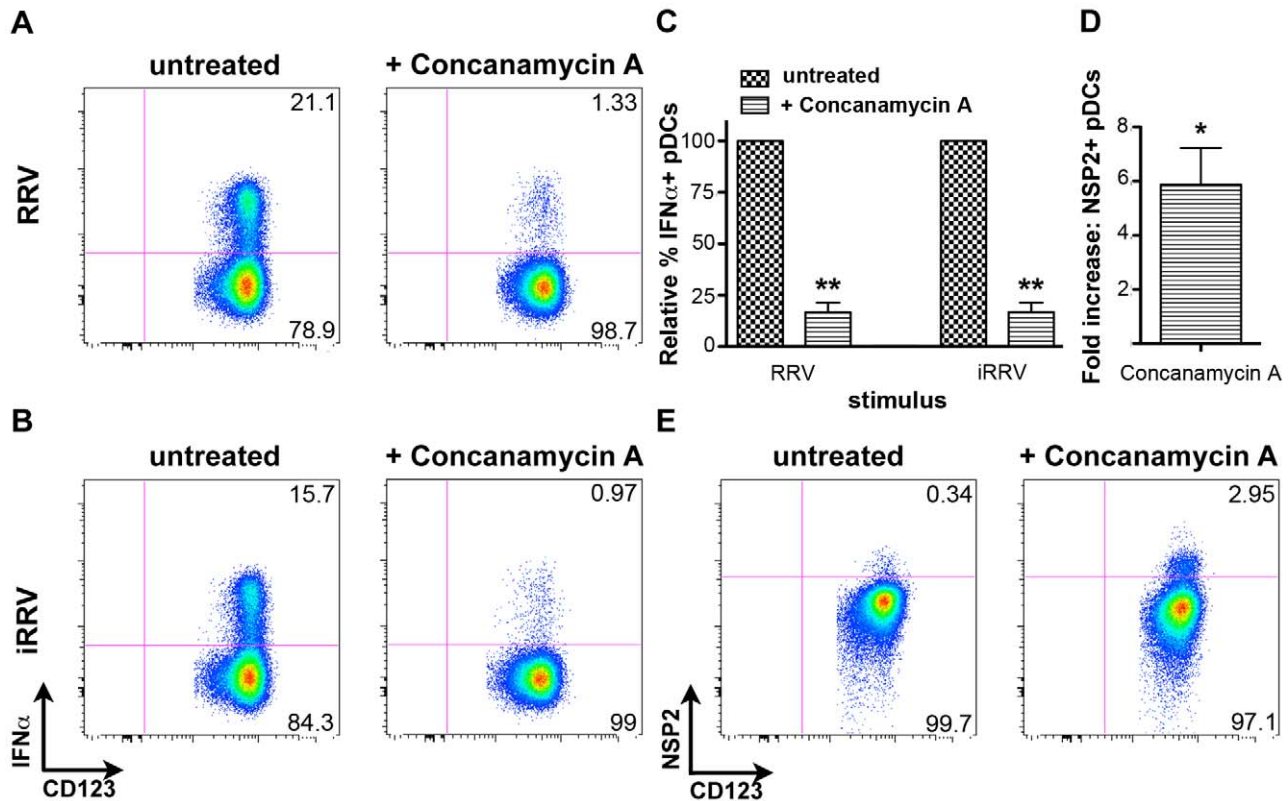 A
untreated
+ Concanamycin A
RRV
21.1
78.9
1.33
98.7
B
untreated
+ Concanamycin A
iRRV
15.7
84.3
0.97
99
IFNα
CD123
C
untreated
+ Concanamycin A
Relative % IFNα+ pDCs
100
75
50
25
0
**
**
RRV
iRRV
stimulus
D
Fold increase: NSP2+ pDCs
8
6
4
2
*
Concanamycin A
E
untreated
+ Concanamycin A
0.34
99.7
2.95
97.1
NSP2
CD123